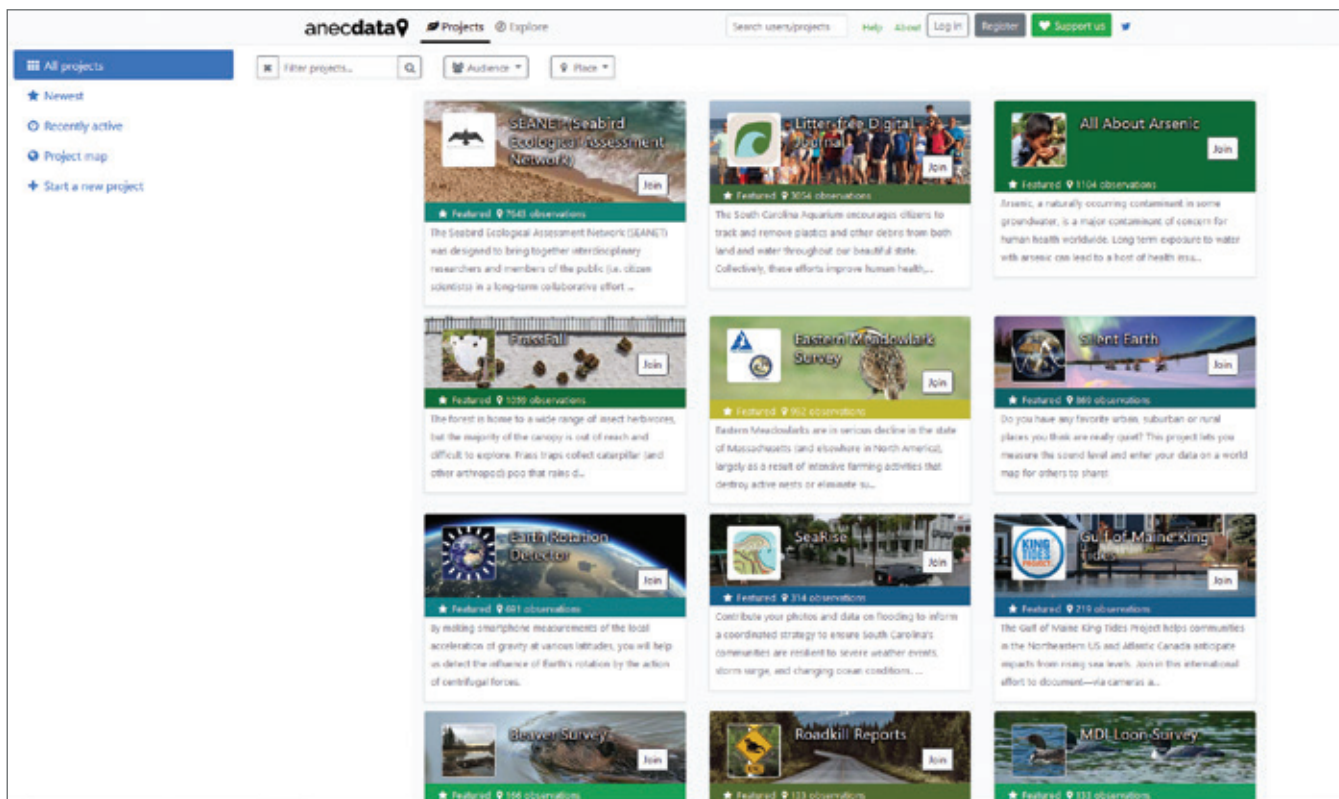 anecdata
Projects
Explore
Search users/projects
Help
About
Log in
Register
Support us
All projects
Newest
Recently active
Project map
Start a new project
Filter projects...
Audience
Place
SEANET (Seabird
Ecological Assessment
Network)
Join
Featured 7643 observations
The Seabird Ecological Assessment Network (SEANET)
was designed to bring together interdisciplinary
researchers and members of the public (i.e. citizen
scientists in a long-term collaborative effort ...
Litter-free Digital
Journal
Join
Featured 3054 observations
The South Carolina Aquarium encourages citizens to
track and remove plastics and other debris from both
land and water throughout our beautiful state.
Collectively, these efforts improve human health,...
All About Arsenic
Join
Featured 1104 observations
Arsenic, a naturally occurring contaminant in some
groundwater, is a major contaminant of concern for
human health worldwide. Long term exposure to water
with arsenic can lead to a host of health issu...
FrassFall
Join
Featured 1099 observations
The forest is home to a wide range of insect herbivores,
but the majority of the canopy is out of reach and
difficult to explore. Frass traps collect caterpillar (and
other arthropod) poo that rains d...
Eastern Meadowlark
Survey
Join
Featured 992 observations
Eastern Meadowlarks are in serious decline in the state
of Massachusetts (and elsewhere in North America),
largely as a result of intensive farming activities that
destroy active nests or eliminate su...
Silent Earth
Join
Featured 869 observations
Do you have any favorite urban, suburban or rural
places you think are really quiet? This project lets you
measure the sound level and enter your data on a world
map for others to share!
Earth Rotation
Detector
Join
Featured 691 observations
By making smartphone measurements of the local
acceleration of gravity at various latitudes, you will help
us detect the influence of Earth's rotation by the action
of centrifugal forces.
SeaRise
Join
Featured 314 observations
Contribute your photos and data on flooding to inform
a coordinated strategy to ensure South Carolina's
communities are resilient to severe weather events,
storm surge, and changing ocean conditions. ...
KING
TIDES
PROJECT
Gulf of Maine King
Tides
Join
Featured 219 observations
The Gulf of Maine King Tides Project helps communities
in the Northeastern US and Atlantic Canada anticipate
impacts from rising sea levels. Join in this international
effort to document—via cameras a...
Beaver Survey
Join
Featured 166 observations
Roadkill Reports
Join
Featured 133 observations
MDI Loon Survey
Join
Featured 133 observations